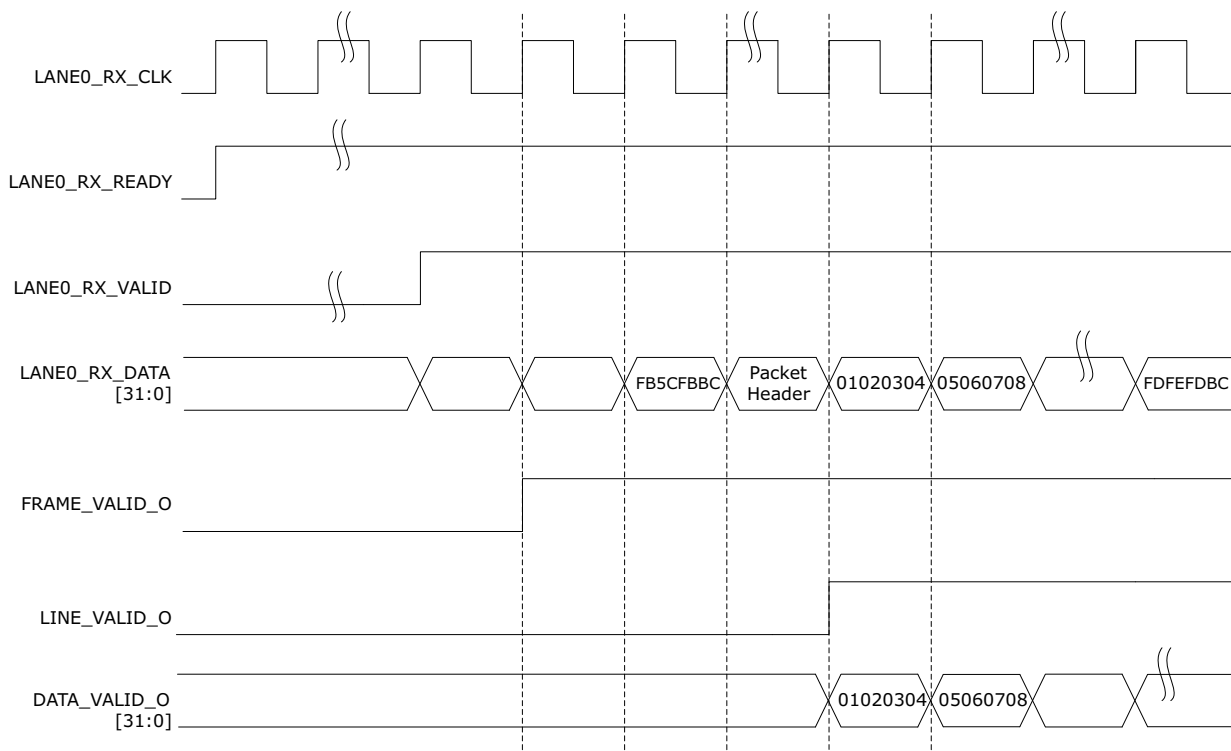 LANE0_RX_CLK
LANE0_RX_READY
LANE0_RX_VALID
LANE0_RX_DATA
[31:0]
FB5CFBBC
Packet
Header
01020304
05060708
FDFEFDBC
FRAME_VALID_O
LINE_VALID_O
DATA_VALID_O
[31:0]
01020304
05060708